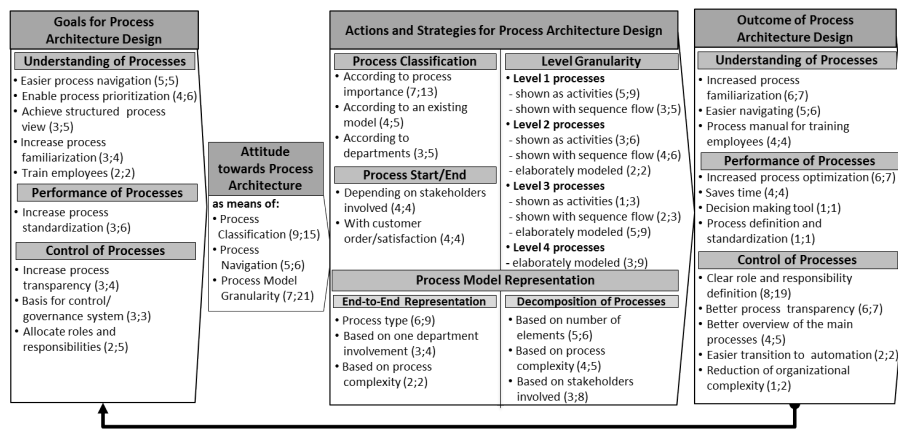 Goals for Process
Architecture Design
Understanding of Processes
• Easier process navigation (5;5)
• Enable process prioritization (4;6)
• Achieve structured process
view (3;5)
• Increase process
familiarization (3;4)
• Train employees (2;2)
Performance of Processes
• Increase process
standardization (3;6)
Control of Processes
• Increase process
transparency (3;4)
• Basis for control/
governance system (3;3)
• Allocate roles and
responsibilities (2;5)
Attitude
towards Process
Architecture
as means of:
• Process
Classification (9;15)
• Process
Navigation (5;6)
• Process Model
Granularity (7;21)
Actions and Strategies for Process Architecture Design
Process Classification
• According to process
importance (7;13)
• According to an existing
model (4;5)
• According to
departments (3;5)
Process Start/End
• Depending on stakeholders
involved (4;4)
• With customer
order/satisfaction (4;4)
Level Granularity
• Level 1 processes
- shown as activities (5;9)
- shown with sequence flow (3;5)
• Level 2 processes
- shown as activities (3;6)
- shown with sequence flow (4;6)
- elaborately modeled (2;2)
• Level 3 processes
- shown as activities (1;3)
- shown with sequence flow (2;3)
- elaborately modeled (5;9)
• Level 4 processes
- elaborately modeled (3;9)
Process Model Representation
End-to-End Representation
• Process type (6;9)
• Based on one department
involvement (3;4)
• Based on process
complexity (2;2)
Decomposition of Processes
• Based on number of
elements (5;6)
• Based on process
complexity (4;5)
• Based on stakeholders
involved (3;8)
Outcome of Process
Architecture Design
Understanding of Processes
• Increased process
familiarization (6;7)
• Easier navigating (5;6)
• Process manual for training
employees (4;4)
Performance of Processes
• Increased process optimization (6;7)
• Saves time (4;4)
• Decision making tool (1;1)
• Process definition and
standardization (1;1)
Control of Processes
• Clear role and responsibility
definition (8;19)
• Better process transparency (6;7)
• Better overview of the main
processes (4;5)
• Easier transition to automation (2;2)
• Reduction of organizational
complexity (1;2)